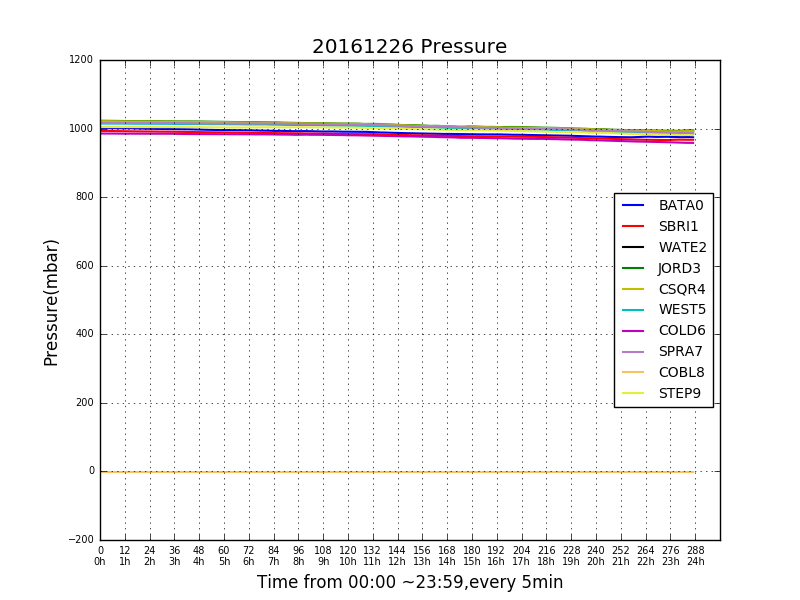 20161226 Pressure
1200
1000
800
600
400
200
0
−200
Pressure(mbar)
BATA0
SBRI1
WATE2
JORD3
CSQR4
WEST5
COLD6
SPRA7
COBL8
STEP9
0 12 24 36 48 60 72 84 96 108 120 132 144 156 168 180 192 204 216 228 240 252 264 276 288
0h 1h 2h 3h 4h 5h 6h 7h 8h 9h 10h 11h 12h 13h 14h 15h 16h 17h 18h 19h 20h 21h 22h 23h 24h
Time from 00:00 ~23:59,every 5min